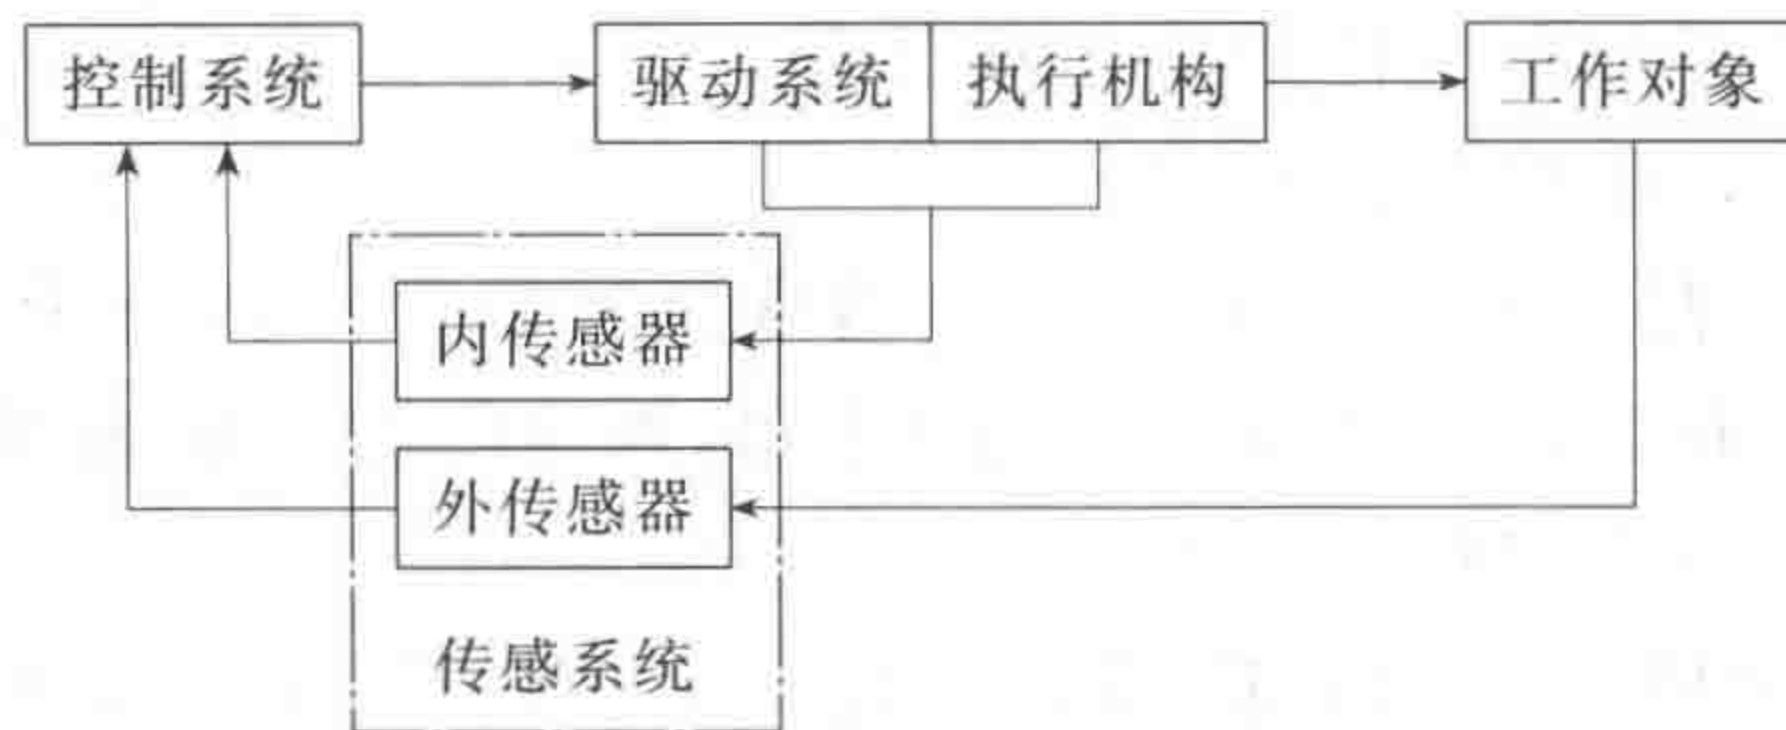 控制系统
驱动系统
执行机构
工作对象
内传感器
外传感器
传感系统